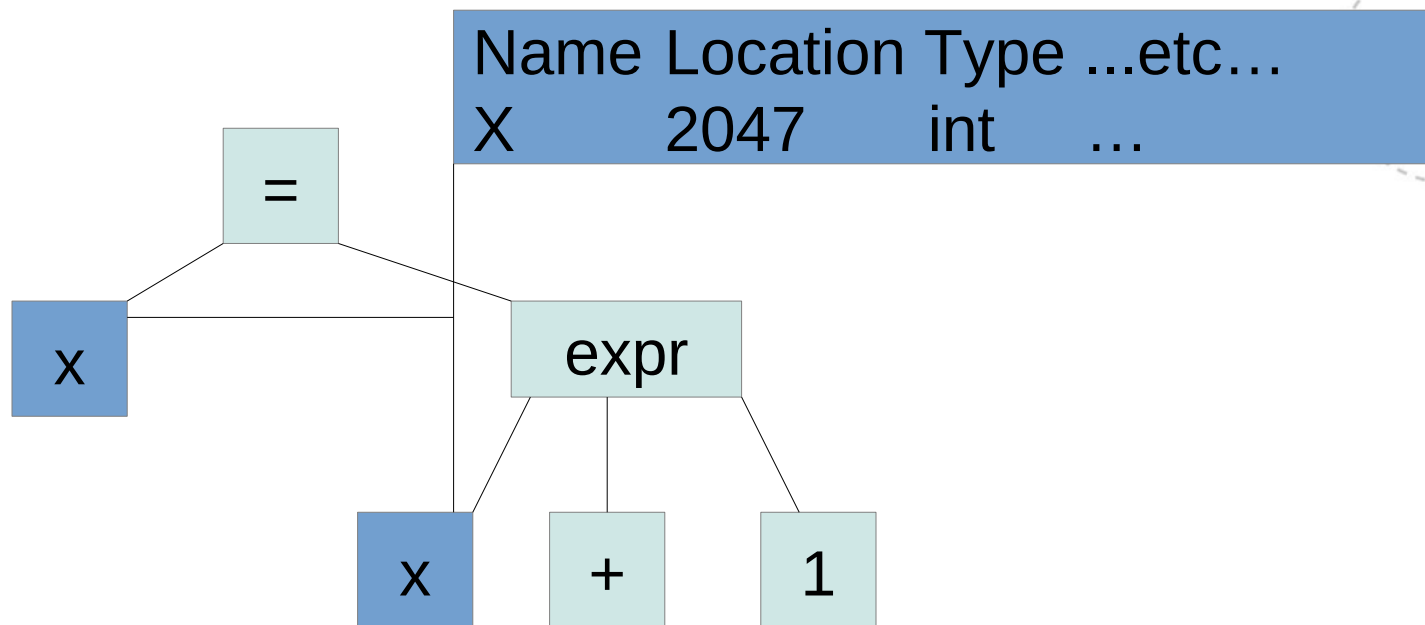 Name Location Type ...etc…
X 2047 int …
=
x
expr
x + 1